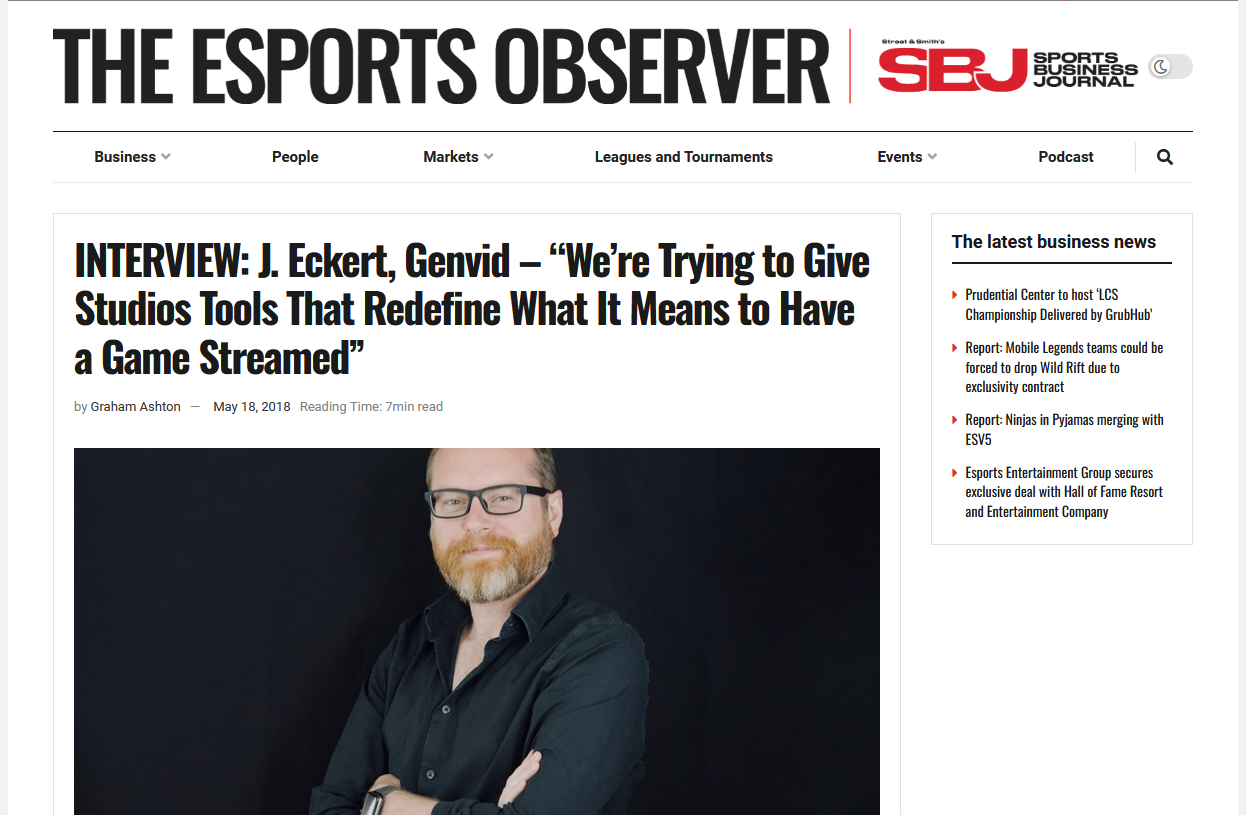 THE ESPORTS OBSERVER
Street & Smith's
SBJ
SPORTS
BUSINESS
JOURNAL
Business
People
Markets
Leagues and Tournaments
Events
Podcast
INTERVIEW: J. Eckert, Genvid – “We’re Trying to Give
Studios Tools That Redefine What It Means to Have
a Game Streamed”
by Graham Ashton — May 18, 2018 Reading Time: 7min read
The latest business news
Prudential Center to host ‘LCS
Championship Delivered by GrubHub’
Report: Mobile Legends teams could be
forced to drop Wild Rift due to
exclusivity contract
Report: Ninjas in Pyjamas merging with
ESV5
Esports Entertainment Group secures
exclusive deal with Hall of Fame Resort
and Entertainment Company